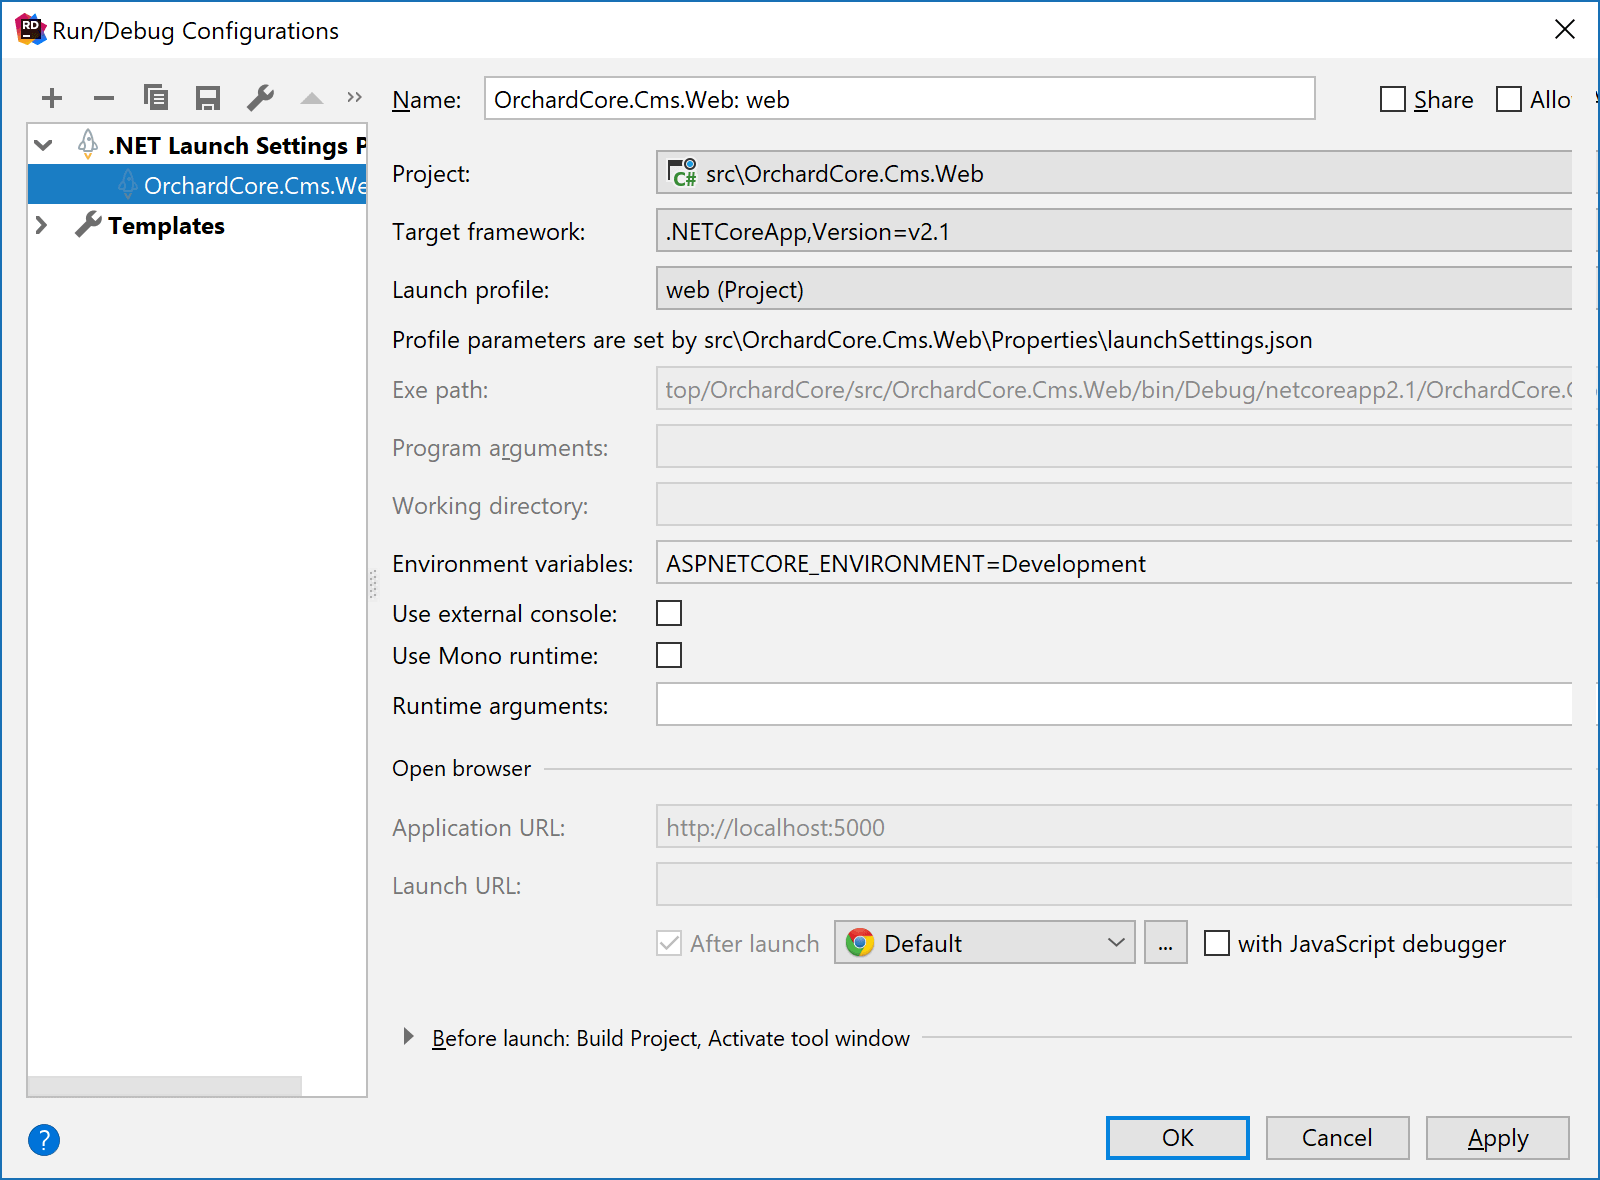 RD Run/Debug Configurations
Name: OrchardCore.Cms.Web: web Share
.NET Launch Settings
OrchardCore.Cms.
Templates
Project: C# src\OrchardCore.Cms.Web
Target framework: .NETCoreApp,Version=v2.1
Launch profile: web (Project)
Profile parameters are set by src\OrchardCore.Cms.Web\Properties\launchSettings.json
Exe path: top/OrchardCore/src/OrchardCore.Cms.Web/bin/Debug/netcoreapp2.1/OrchardCore.
Program arguments:
Working directory:
Environment variables: ASPNETCORE_ENVIRONMENT=Development
Use external console:
Use Mono runtime:
Runtime arguments:
Open browser
Application URL: http://localhost:5000
Launch URL:
After launch Default ... with JavaScript debugger
Before launch: Build Project, Activate tool window
? OK Cancel Apply